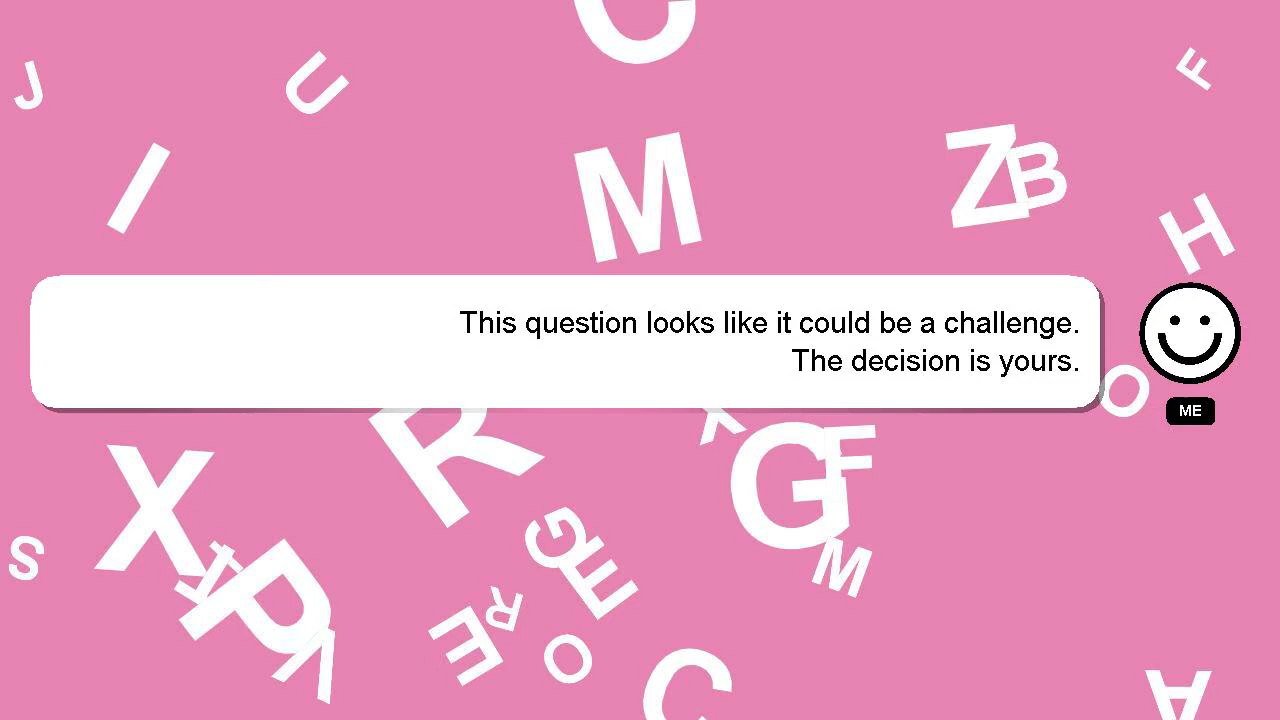 C
J
U
F
I
M
Z
B
H
This question looks like it could be a challenge.
The decision is yours.
O
ME
R
X
G
F
X
S
G
E
M
P
R
E
V
O
C
A